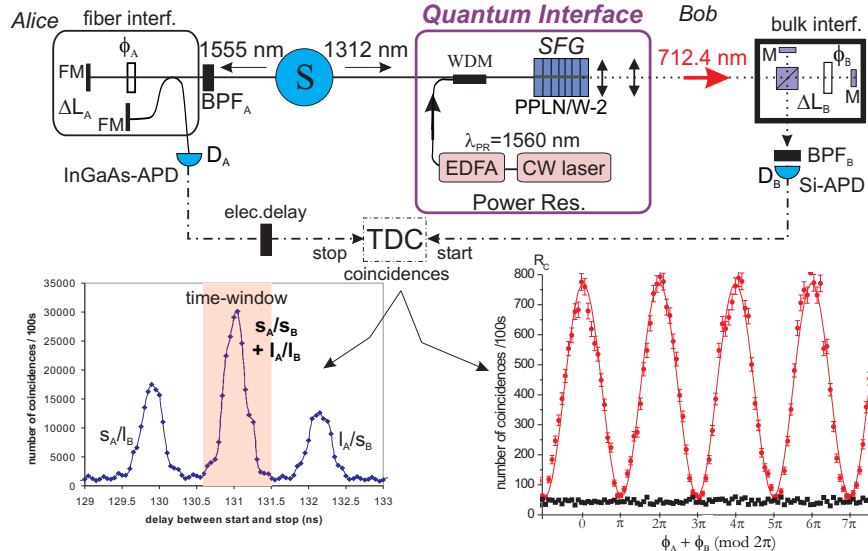 Alice
fiber interf.
ϕA
FM
ΔLA
FM
BPFA
DA
InGaAs-APD
1555 nm
1312 nm
S
Quantum Interface
WDM
SFG
PPLN/W-2
λPR=1560 nm
EDFA
CW laser
Power Res.
Bob
712.4 nm
bulk interf.
M
ϕB
ΔLB
M
BPFB
DB
Si-APD
elec.delay
stop
TDC
start
coincidences
number of coincidences / 100s
35000
30000
25000
20000
15000
10000
5000
0
time-window
sA/sB
+ lA/lB
sA/lB
lA/sB
129
129.5
130
130.5
131
131.5
132
132.5
133
delay between start and stop (ns)
RC
number of coincidences /100s
800
700
600
500
400
300
200
100
0
0
π
2π
3π
4π
5π
6π
7π
ϕA + ϕB (mod 2π)